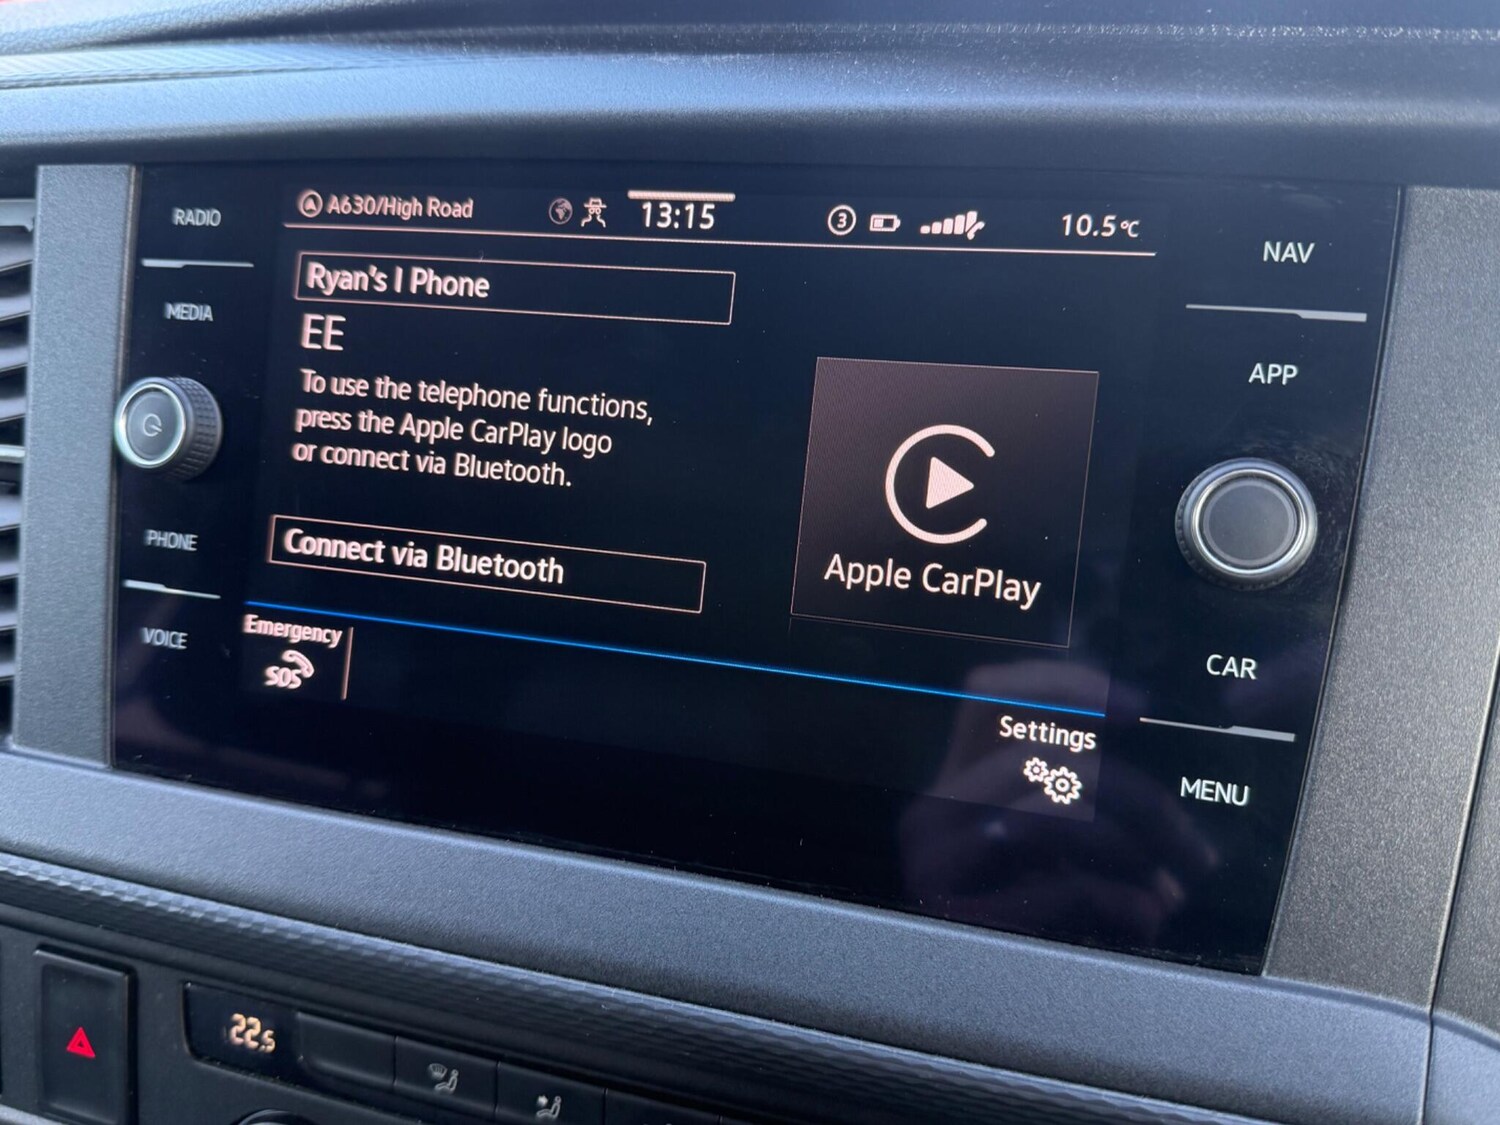 RADIO
MEDIA
PHONE
VOICE
A630/High Road
13:15
3
10.5°C
Ryan's I Phone
EE
To use the telephone functions,
press the Apple CarPlay logo
or connect via Bluetooth.
Connect via Bluetooth
Apple CarPlay
Emergency
SOS
Settings
NAV
APP
CAR
MENU
22.5